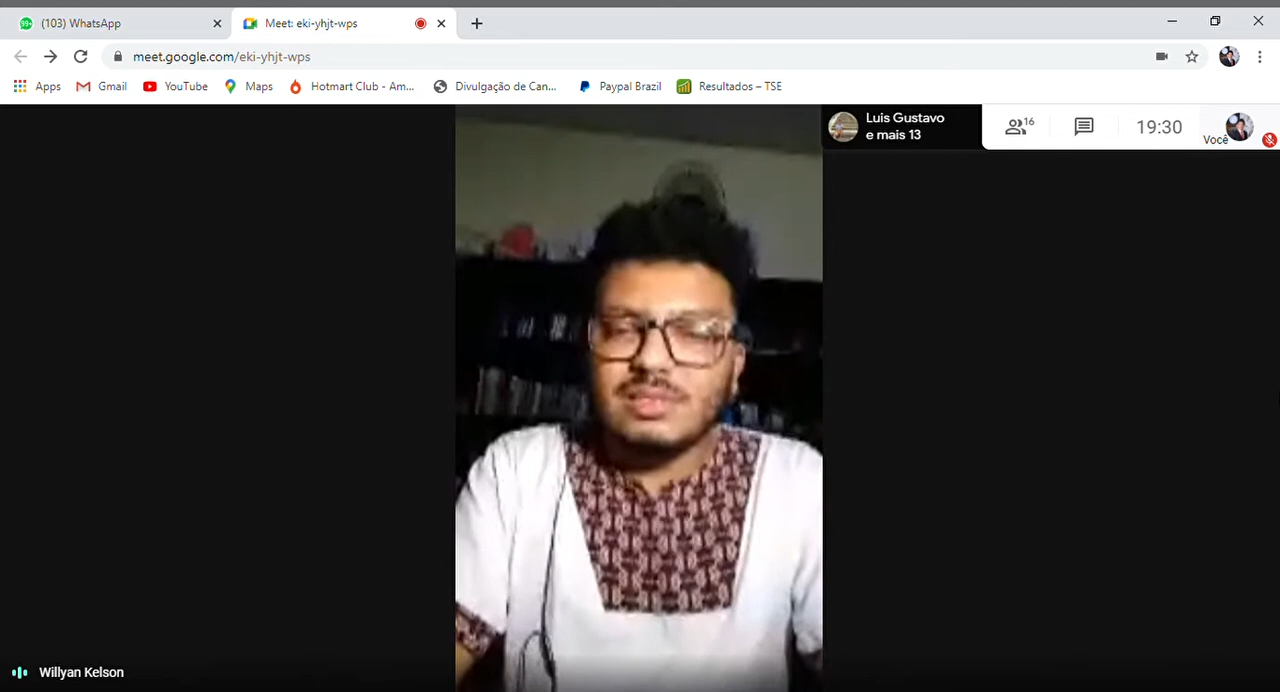 99+ (103) WhatsApp
Meet: eki-yhjt-wps
meet.google.com/eki-yhjt-wps
Apps
Gmail
YouTube
Maps
Hotmart Club - Am...
Divulgação de Can...
Paypal Brazil
Resultados – TSE
Luis Gustavo
e mais 13
16
19:30
Você
Willyan Kelson